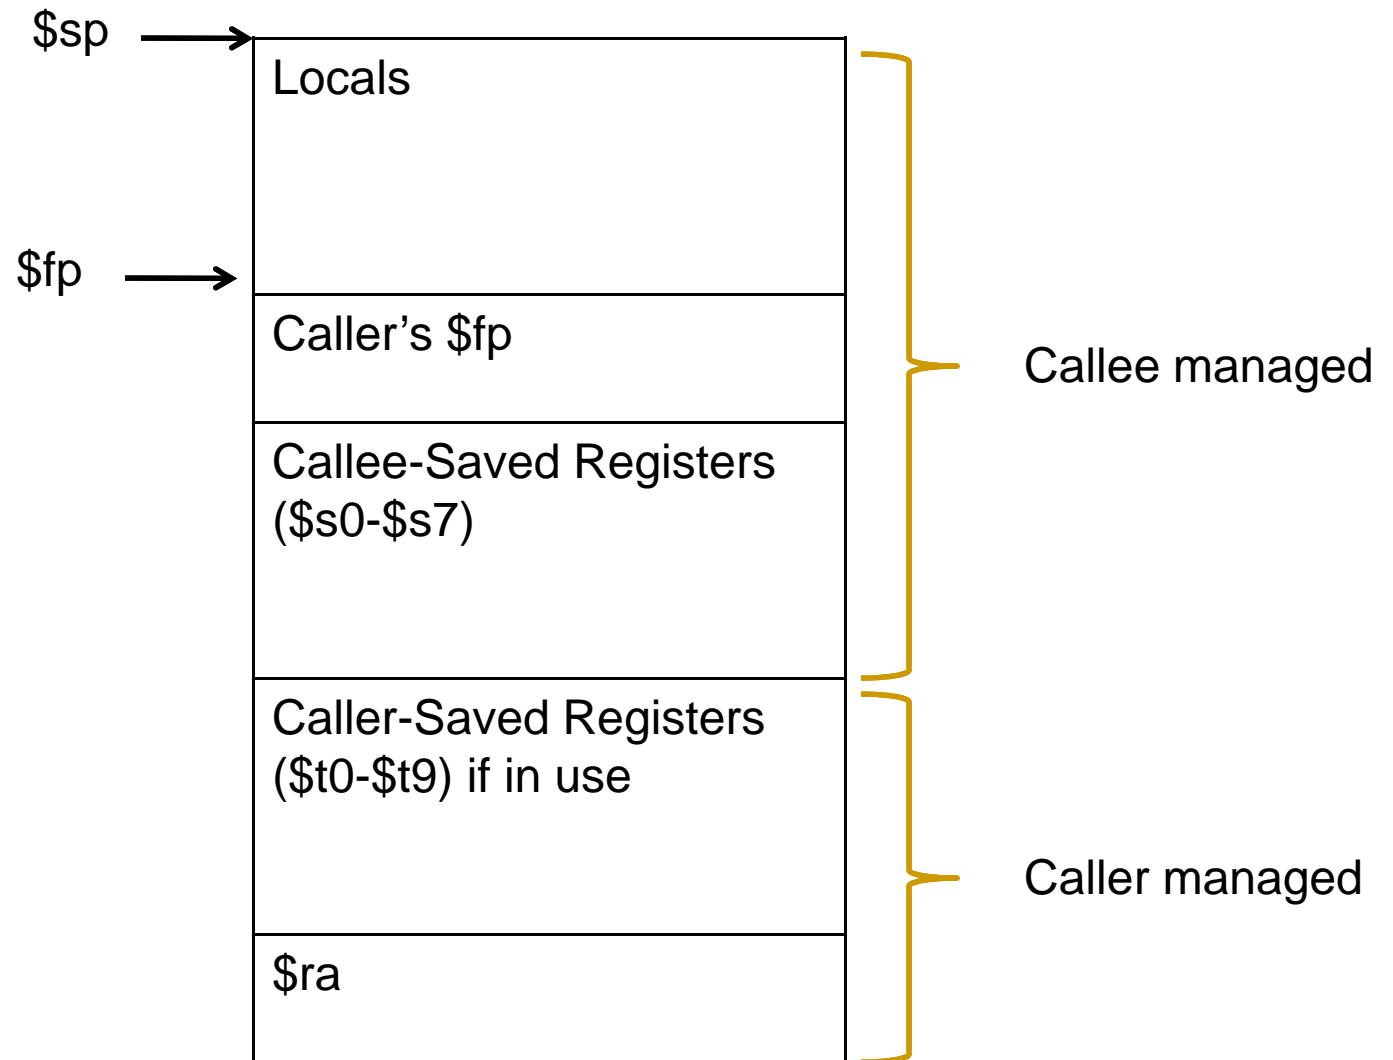 $sp
Locals
$fp
Caller’s $fp
Callee managed
Callee-Saved Registers
($s0-$s7)
Caller-Saved Registers
($t0-$t9) if in use
Caller managed
$ra